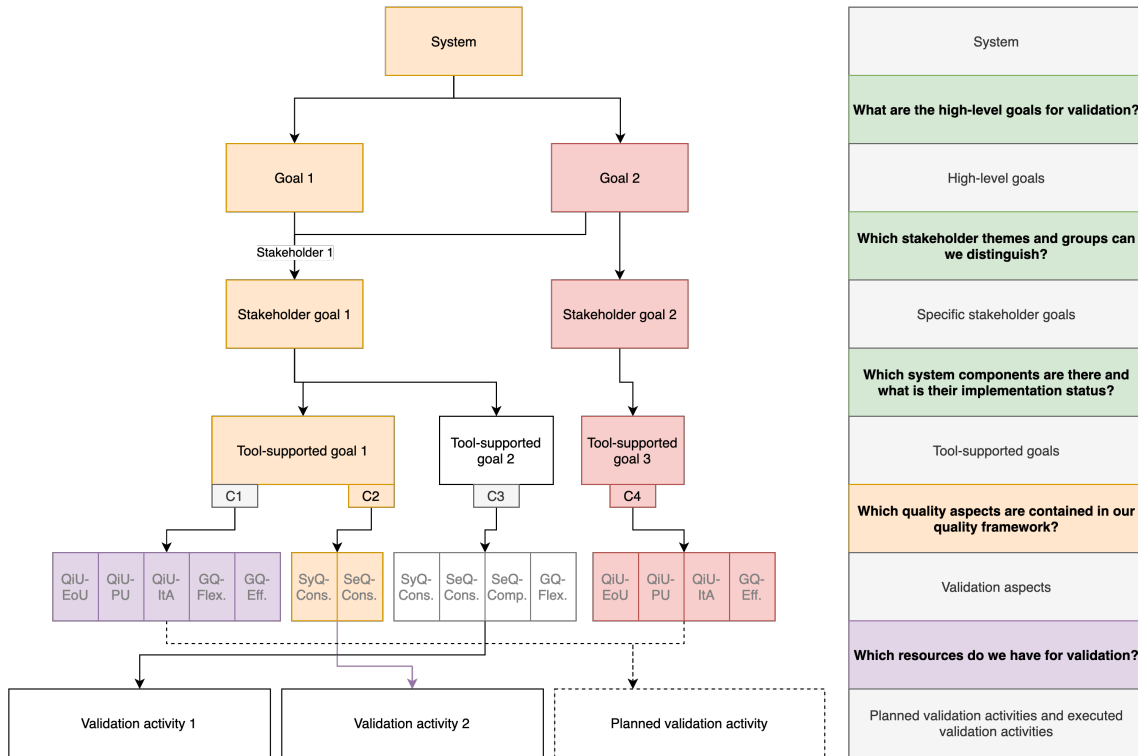 System
System
What are the high-level goals for validation?
Goal 1
Goal 2
High-level goals
Which stakeholder themes and groups can
we distinguish?
Stakeholder 1
Stakeholder goal 1
Stakeholder goal 2
Specific stakeholder goals
Which system components are there and
what is their implementation status?
Tool-supported goal 1
Tool-supported
goal 2
Tool-supported
goal 3
Tool-supported goals
C1
C2
C3
C4
Which quality aspects are contained in our
quality framework?
QiU-
EoU
QiU-
PU
QiU-
ItA
GQ-
Flex.
GQ-
Eff.
SyQ-
Cons.
SeQ-
Cons.
SyQ-
Cons.
SeQ-
Cons.
SeQ-
Comp.
GQ-
Flex.
QiU-
EoU
QiU-
PU
QiU-
ItA
GQ-
Eff.
Validation aspects
Which resources do we have for validation?
Validation activity 1
Validation activity 2
Planned validation activity
Planned validation activities and executed
validation activities